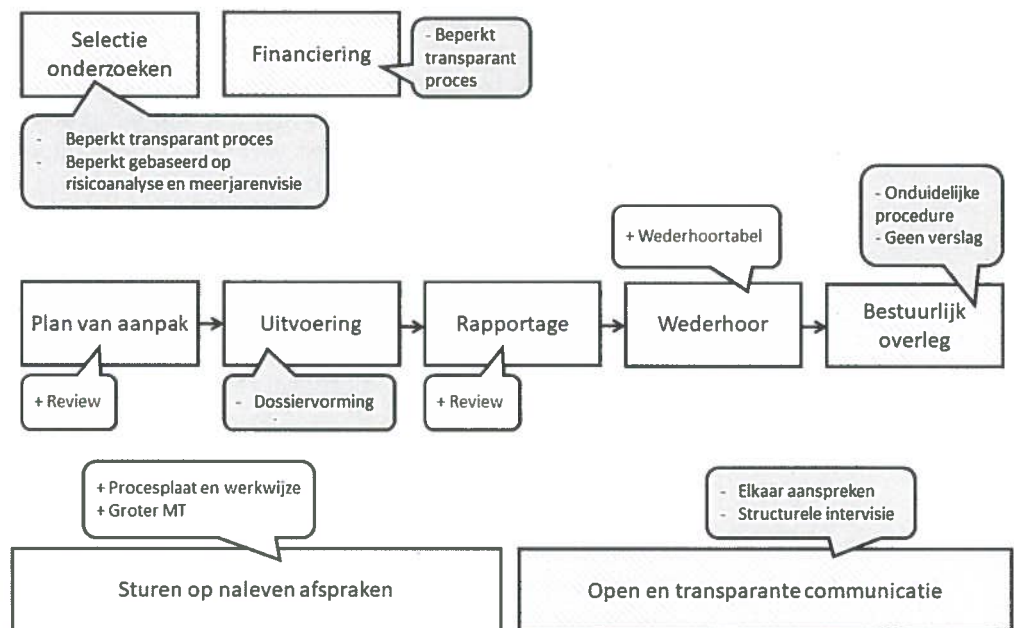 Selectie
onderzoeken
Financiering
- Beperkt
transparant
proces
- Beperkt transparant proces
- Beperkt gebaseerd op
risicoanalyse en meerjarenvisie
+ Wederhoortabel
- Onduidelijke
procedure
- Geen verslag
Plan van aanpak
Uitvoering
Rapportage
Wederhoor
Bestuurlijk
overleg
+ Review
- Dossiervorming
+ Review
+ Procesplaat en werkwijze
+ Groter MT
- Elkaar aanspreken
- Structurele intervisie
Sturen op naleven afspraken
Open en transparante communicatie